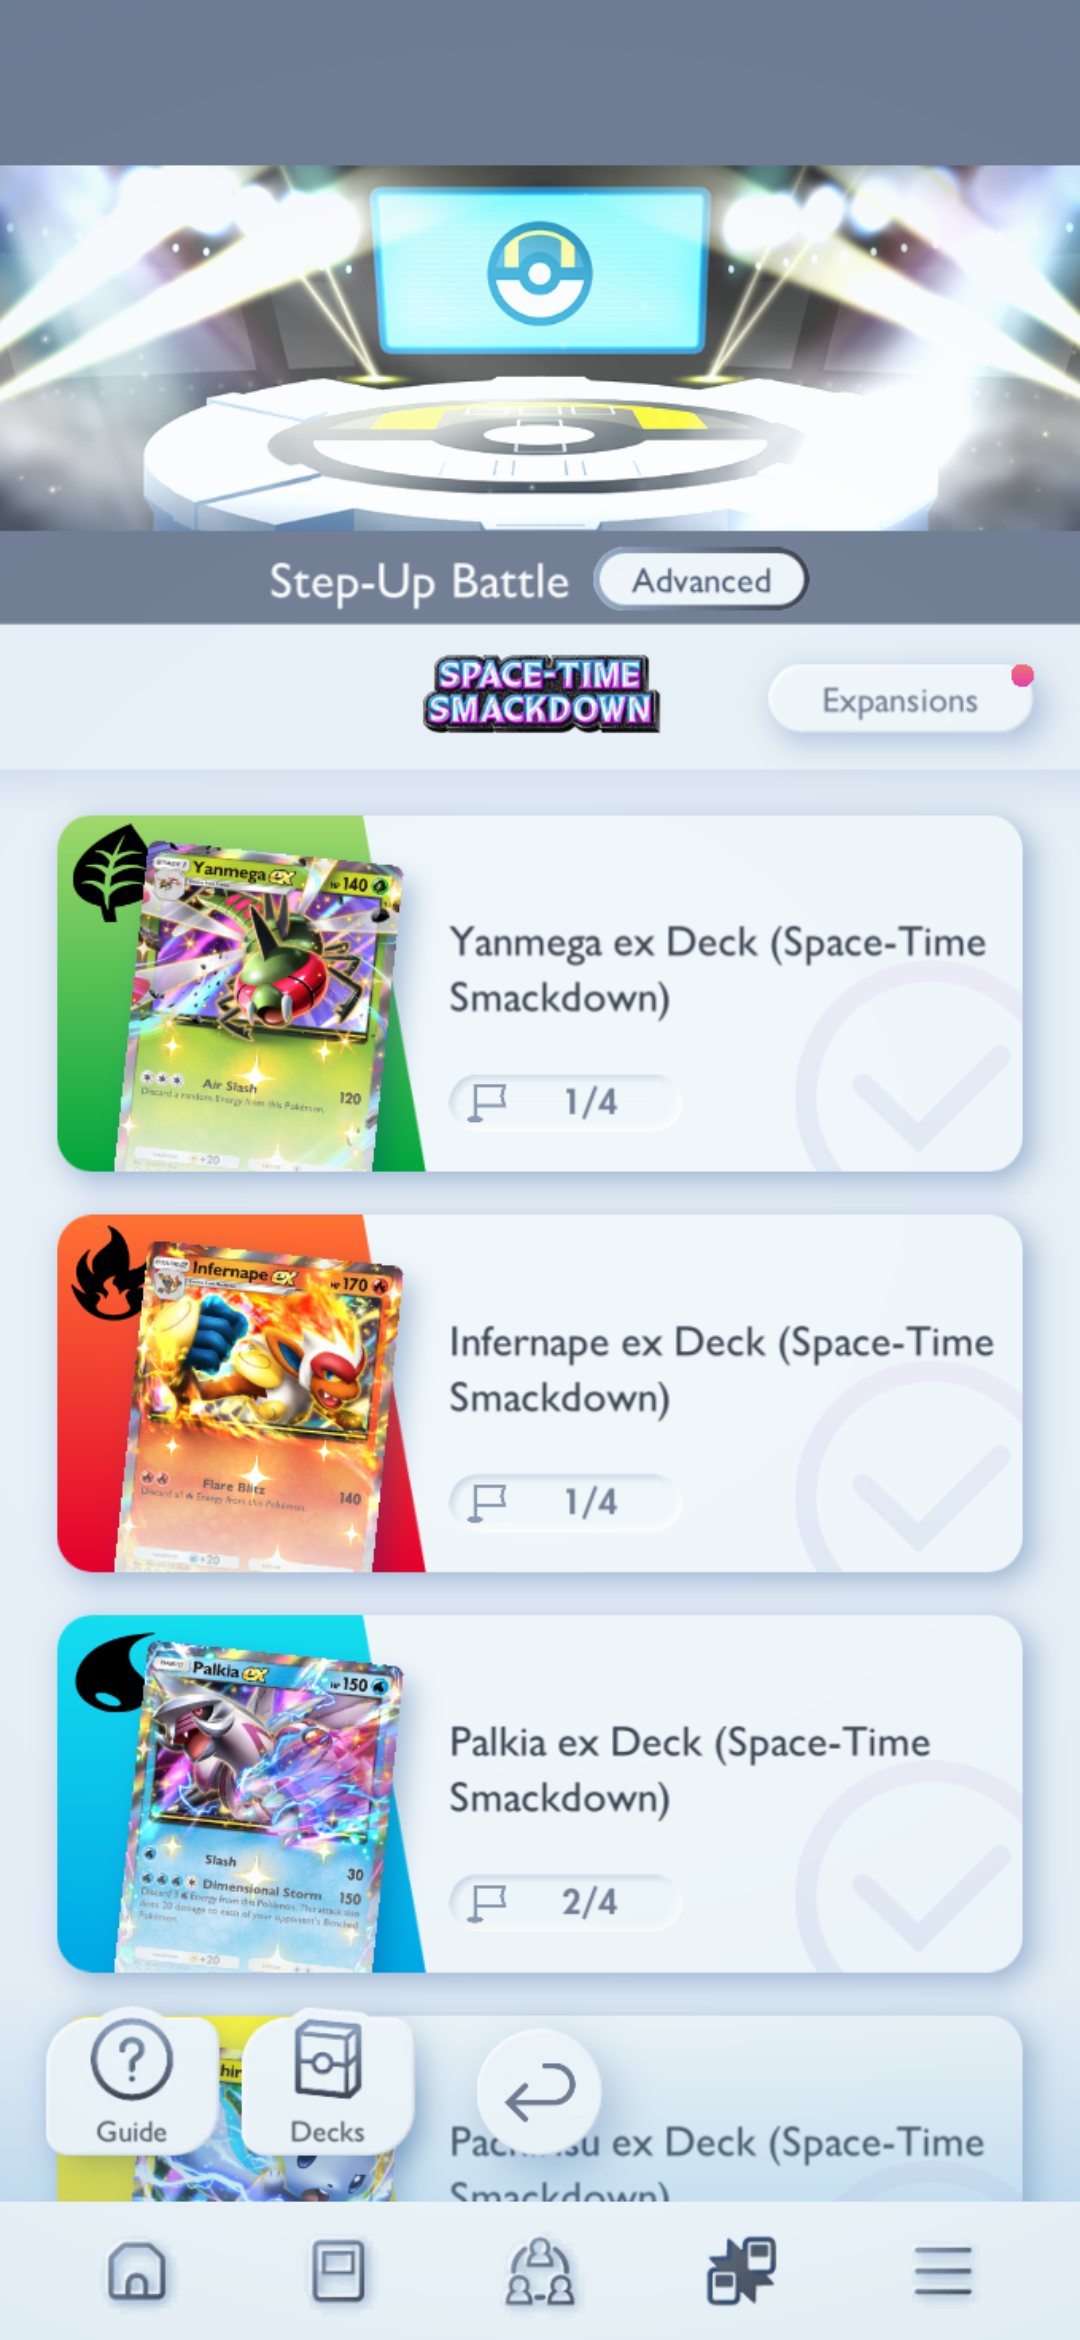 Step-Up Battle
Advanced
SPACE-TIME
SMACKDOWN
Expansions
Yanmega ex
HP 140
Air Slash
120
Discard a random Energy from this Pokémon.
+20
Yanmega ex Deck (Space-Time
Smackdown)
1/4
Infernape ex
HP 170
Flare Blitz
140
Discard all Energy from this Pokémon.
+20
Infernape ex Deck (Space-Time
Smackdown)
1/4
Palkia ex
HP 150
Slash
30
Dimensional Storm
150
Discard 3 Energy from this Pokémon. This attack also
does 20 damage to each of your opponent's Benched
Pokémon.
+20
Palkia ex Deck (Space-Time
Smackdown)
2/4
Guide
Decks
ex Deck (Space-Time
Smackdown)